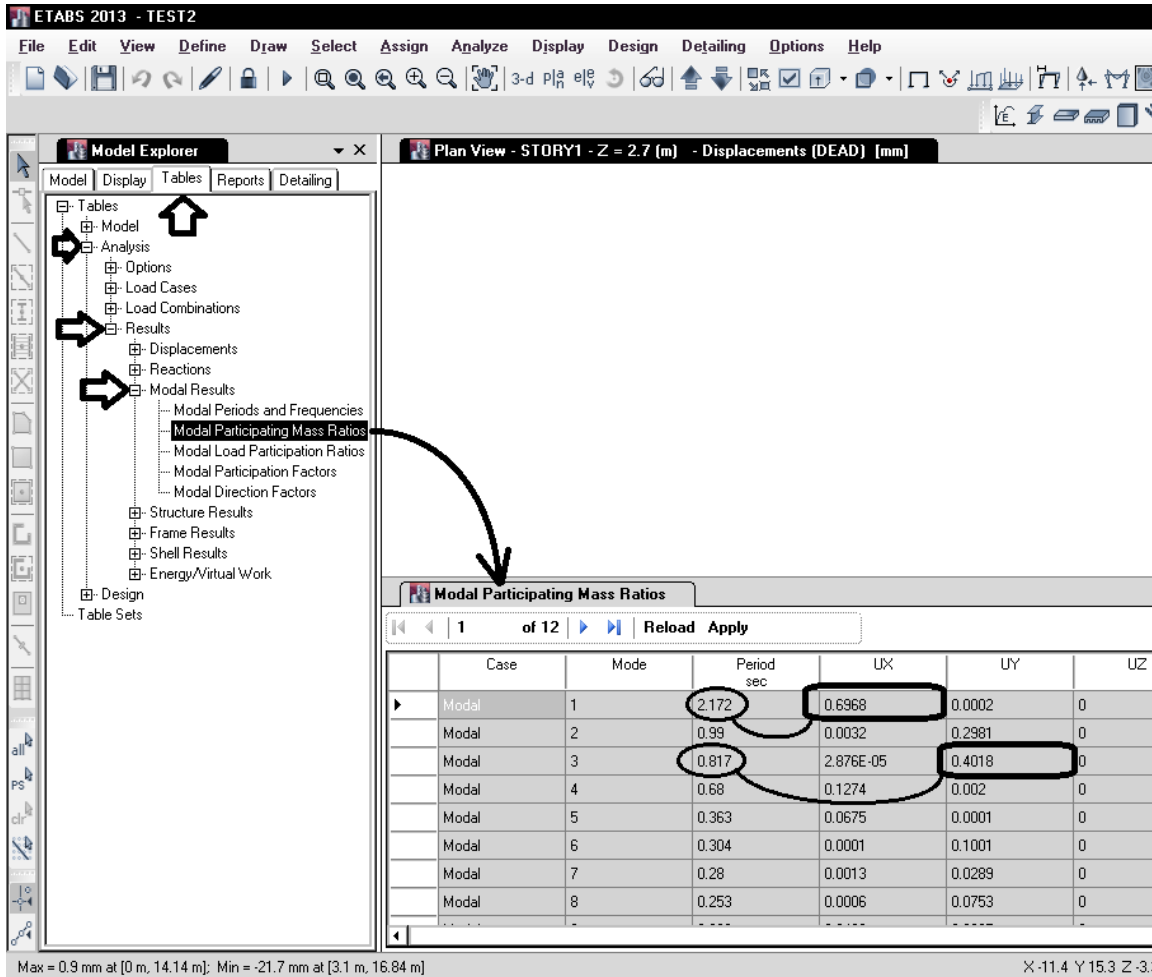 ETABS 2013 - TEST2
File Edit View Define Draw Select Assign Analyze Display Design Detailing Options Help
3-d
Model Explorer
Plan View - STORY1 - Z = 2.7 (m) - Displacements (DEAD) [mm]
Model Display Tables Reports Detailing
Tables
Model
Analysis
Options
Load Cases
Load Combinations
Results
Displacements
Reactions
Modal Results
Modal Periods and Frequencies
Modal Participating Mass Ratios
Modal Load Participation Ratios
Modal Participation Factors
Modal Direction Factors
Structure Results
Frame Results
Shell Results
Energy/Virtual Work
Design
Table Sets
all
PS
clr
Modal Participating Mass Ratios
1 of 12 Reload Apply
Case Mode Period UX UY UZ
sec
Modal 1 2.172 0.6968 0.0002 0
Modal 2 0.99 0.0032 0.2981 0
Modal 3 0.817 2.876E-05 0.4018 0
Modal 4 0.68 0.1274 0.002 0
Modal 5 0.363 0.0675 0.0001 0
Modal 6 0.304 0.0001 0.1001 0
Modal 7 0.28 0.0013 0.0289 0
Modal 8 0.253 0.0006 0.0753 0
Max = 0.9 mm at [0 m, 14.14 m]; Min = -21.7 mm at [3.1 m, 16.84 m]
X -11.4 Y 15.3 Z -3.